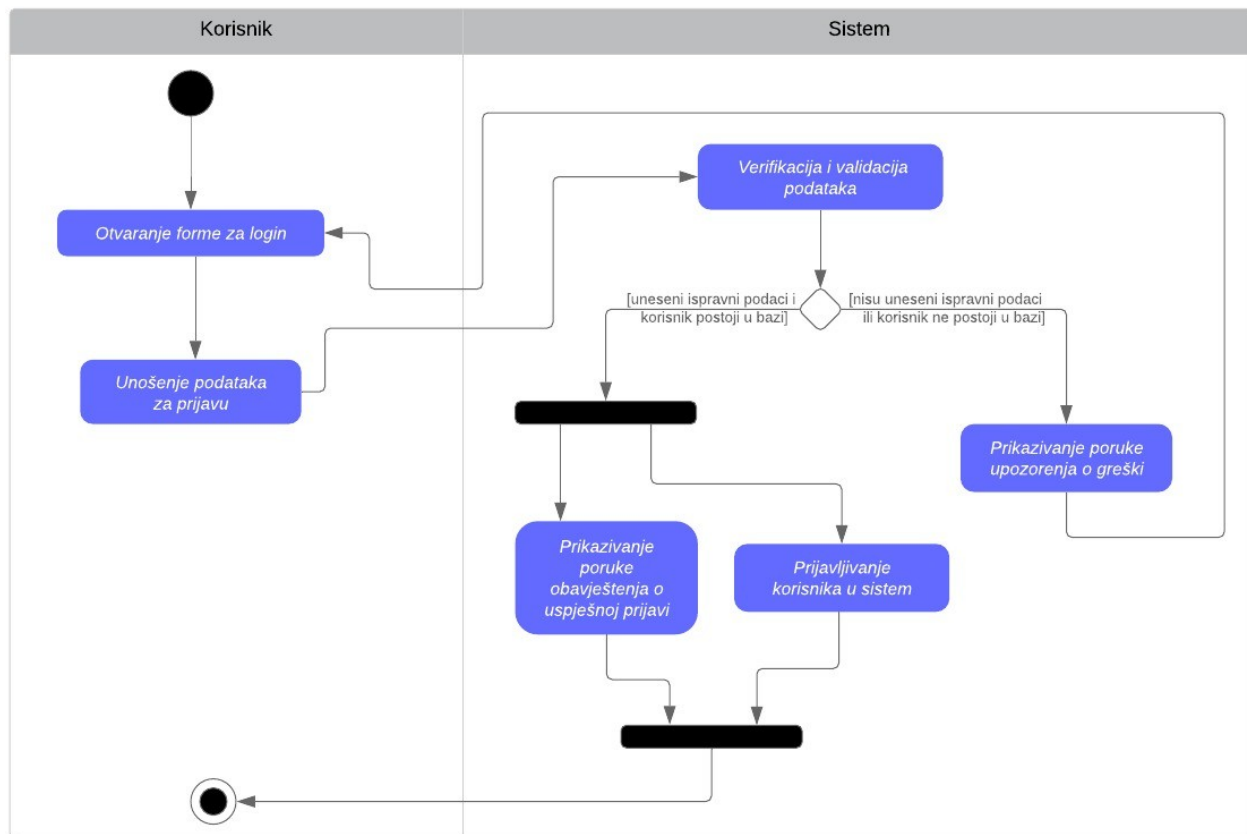 Korisnik
Sistem
Verifikacija i validacija
podataka
Otvaranje forme za login
[uneseni ispravni podaci i
korisnik postoji u bazi]
[nisu uneseni ispravni podaci
ili korisnik ne postoji u bazi]
Unošenje podataka
za prijavu
Prikazivanje poruke
upozorenja o greški
Prikazivanje
poruke
obavještenja o
uspješnoj prijavi
Prijavljivanje
korisnika u sistem